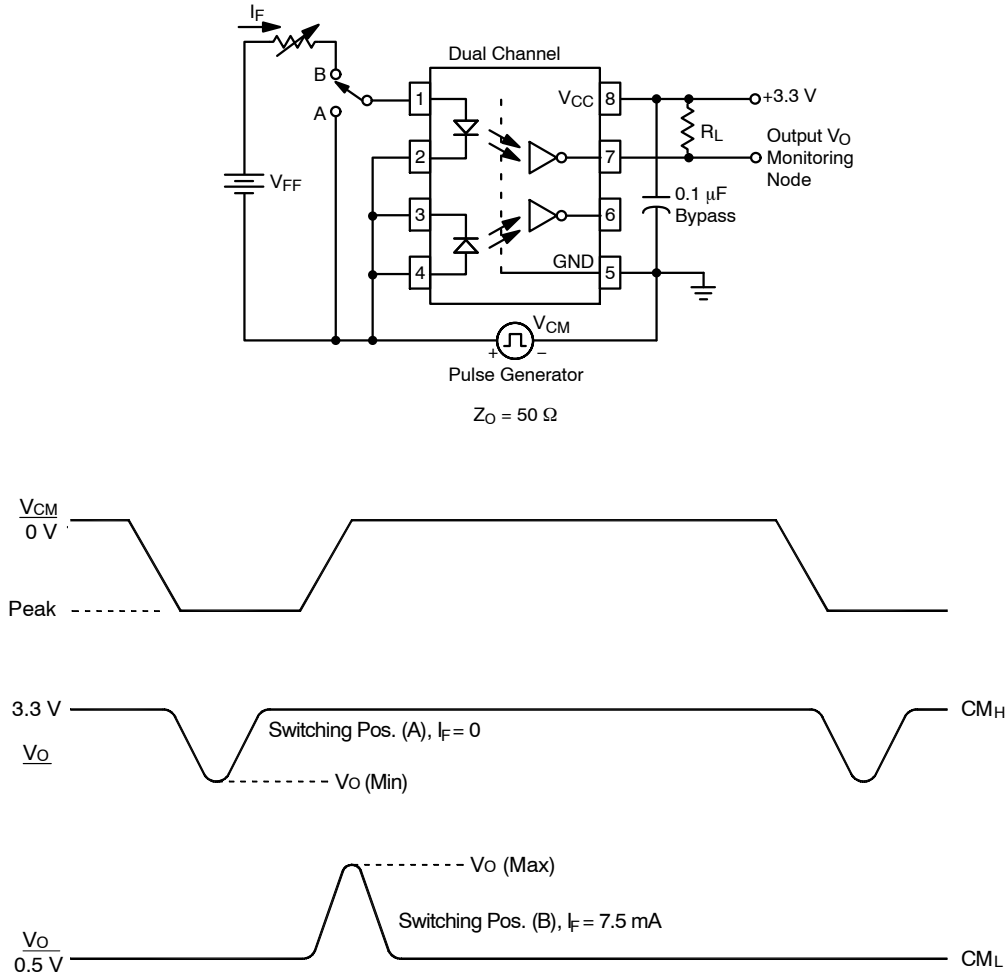 IF
Dual Channel
B
A
VFF
1
2
3
4
VCC
8
7
6
GND
5
+3.3 V
RL
Output VO
Monitoring
Node
0.1 μF
Bypass
VCM
+
−
Pulse Generator
ZO = 50 Ω
VCM
0 V
Peak
3.3 V
Switching Pos. (A), IF = 0
CMH
VO
VO (Min)
VO (Max)
Switching Pos. (B), IF = 7.5 mA
VO
0.5 V
CML